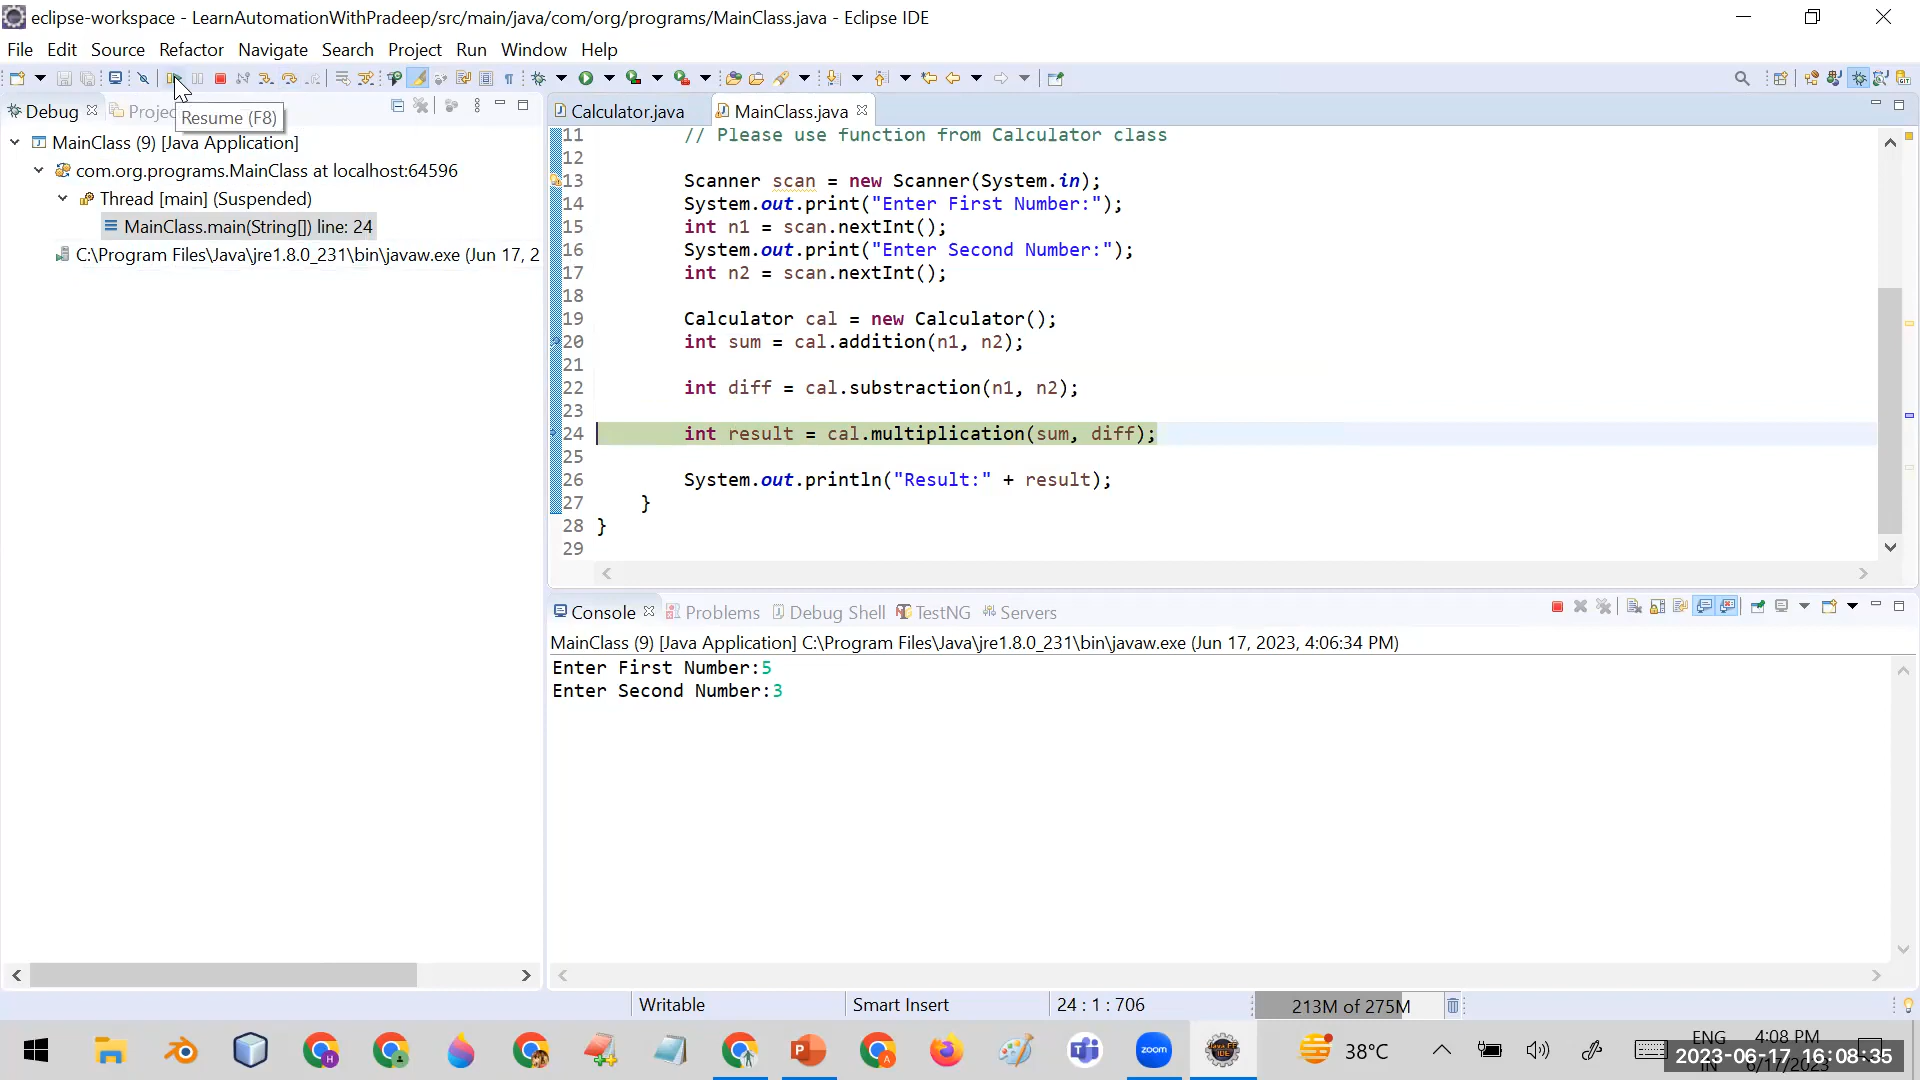 eclipse-workspace - LearnAutomationWithPradeep/src/main/java/com/org/programs/MainClass.java - Eclipse IDE
File Edit Source Refactor Navigate Search Project Run Window Help
Debug Projec
Resume (F8)
MainClass (9) [Java Application]
com.org.programs.MainClass at localhost:64596
Thread [main] (Suspended)
MainClass.main(String[]) line: 24
C:\Program Files\Java\jre1.8.0_231\bin\javaw.exe (Jun 17, 2
Calculator.java MainClass.java
11 // Please use function from Calculator class
12
13 Scanner scan = new Scanner(System.in);
14 System.out.print("Enter First Number:");
15 int n1 = scan.nextInt();
16 System.out.print("Enter Second Number:");
17 int n2 = scan.nextInt();
18
19 Calculator cal = new Calculator();
20 int sum = cal.addition(n1, n2);
21
22 int diff = cal.substraction(n1, n2);
23
24 int result = cal.multiplication(sum, diff);
25
26 System.out.println("Result:" + result);
27 }
28 }
29
Console Problems Debug Shell TestNG Servers
MainClass (9) [Java Application] C:\Program Files\Java\jre1.8.0_231\bin\javaw.exe (Jun 17, 2023, 4:06:34 PM)
Enter First Number:5
Enter Second Number:3
Writable Smart Insert 24 : 1 : 706 213M of 275M
zoom
38°C
ENG 4:08 PM
2023-06-17 16:08:35